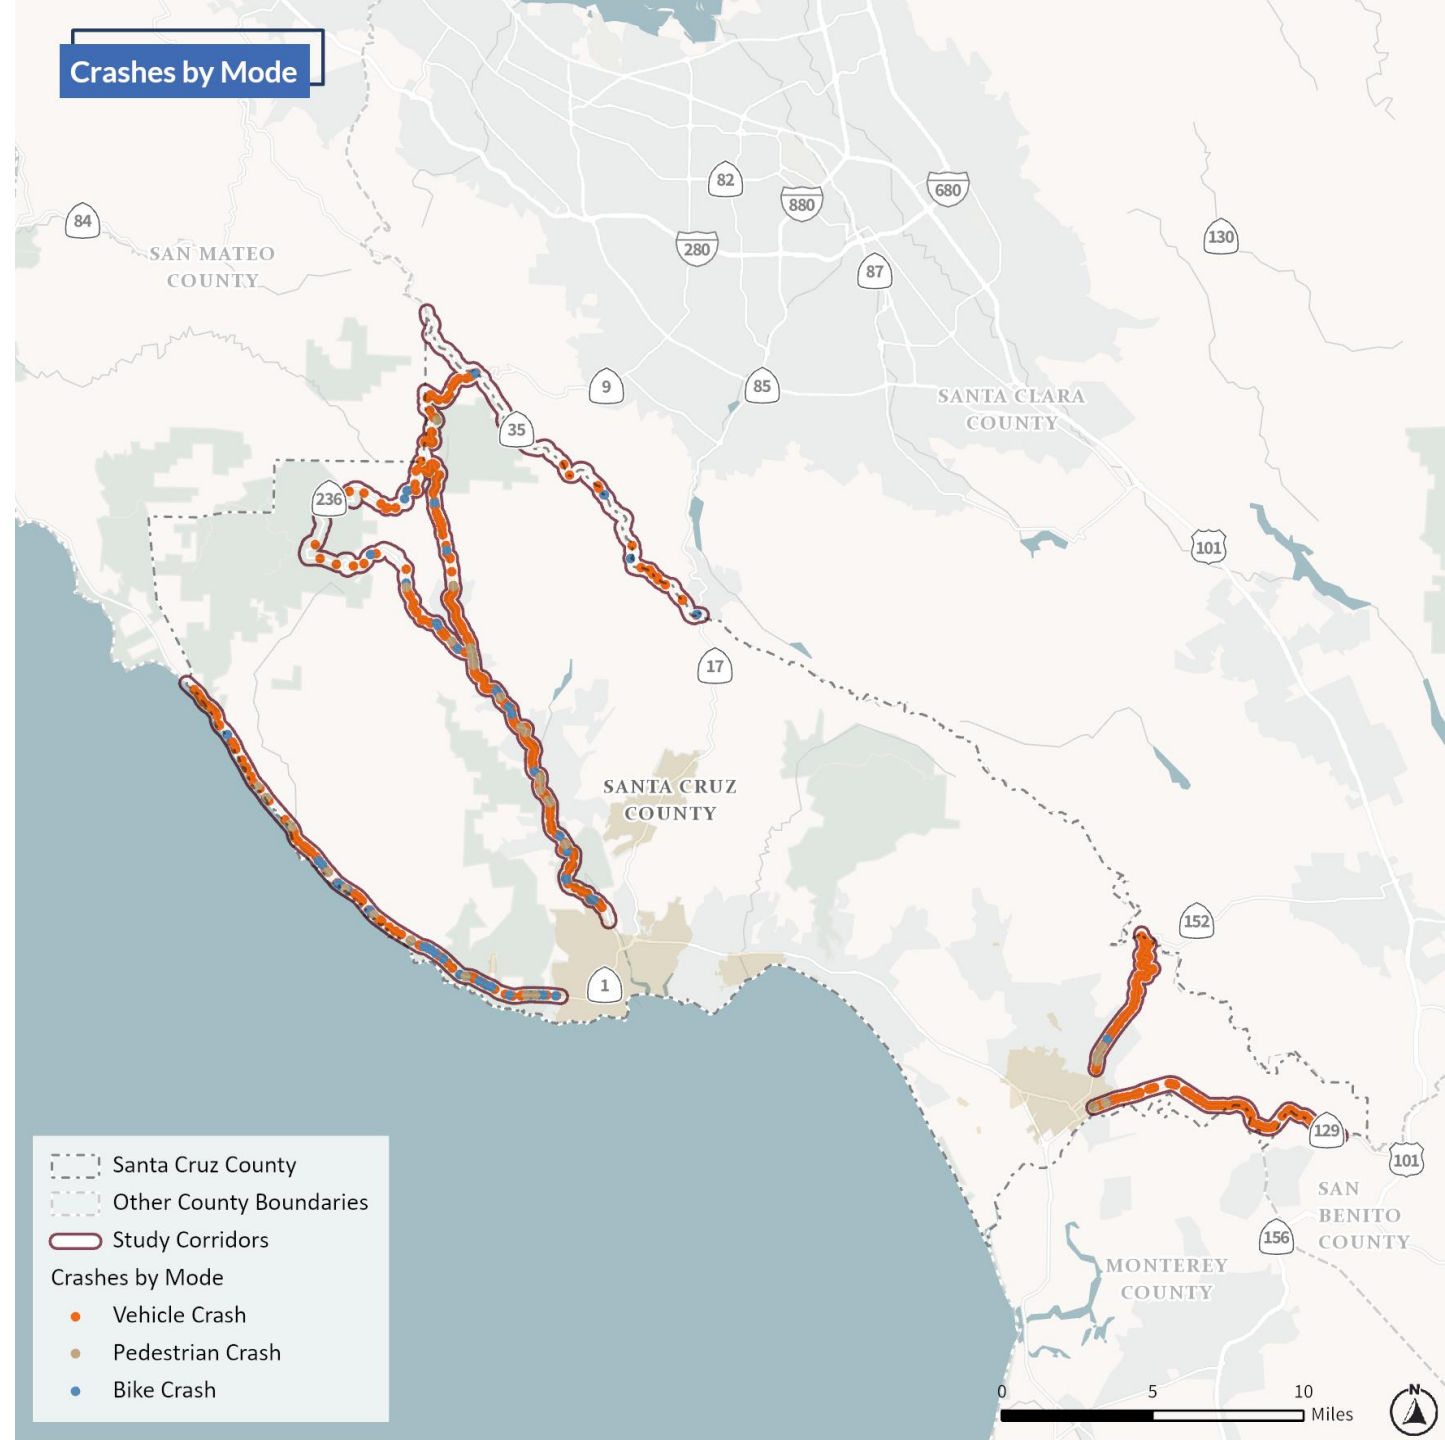 Crashes by Mode
82
680
880
84
130
280
SAN MATEO
COUNTY
87
9
85
SANTA CLARA
COUNTY
35
236
101
17
SANTA CRUZ
COUNTY
152
1
129
101
SAN
BENITO
COUNTY
156
MONTEREY
COUNTY
Santa Cruz County
Other County Boundaries
Study Corridors
Crashes by Mode
Vehicle Crash
Pedestrian Crash
Bike Crash
0 5 10
Miles
N